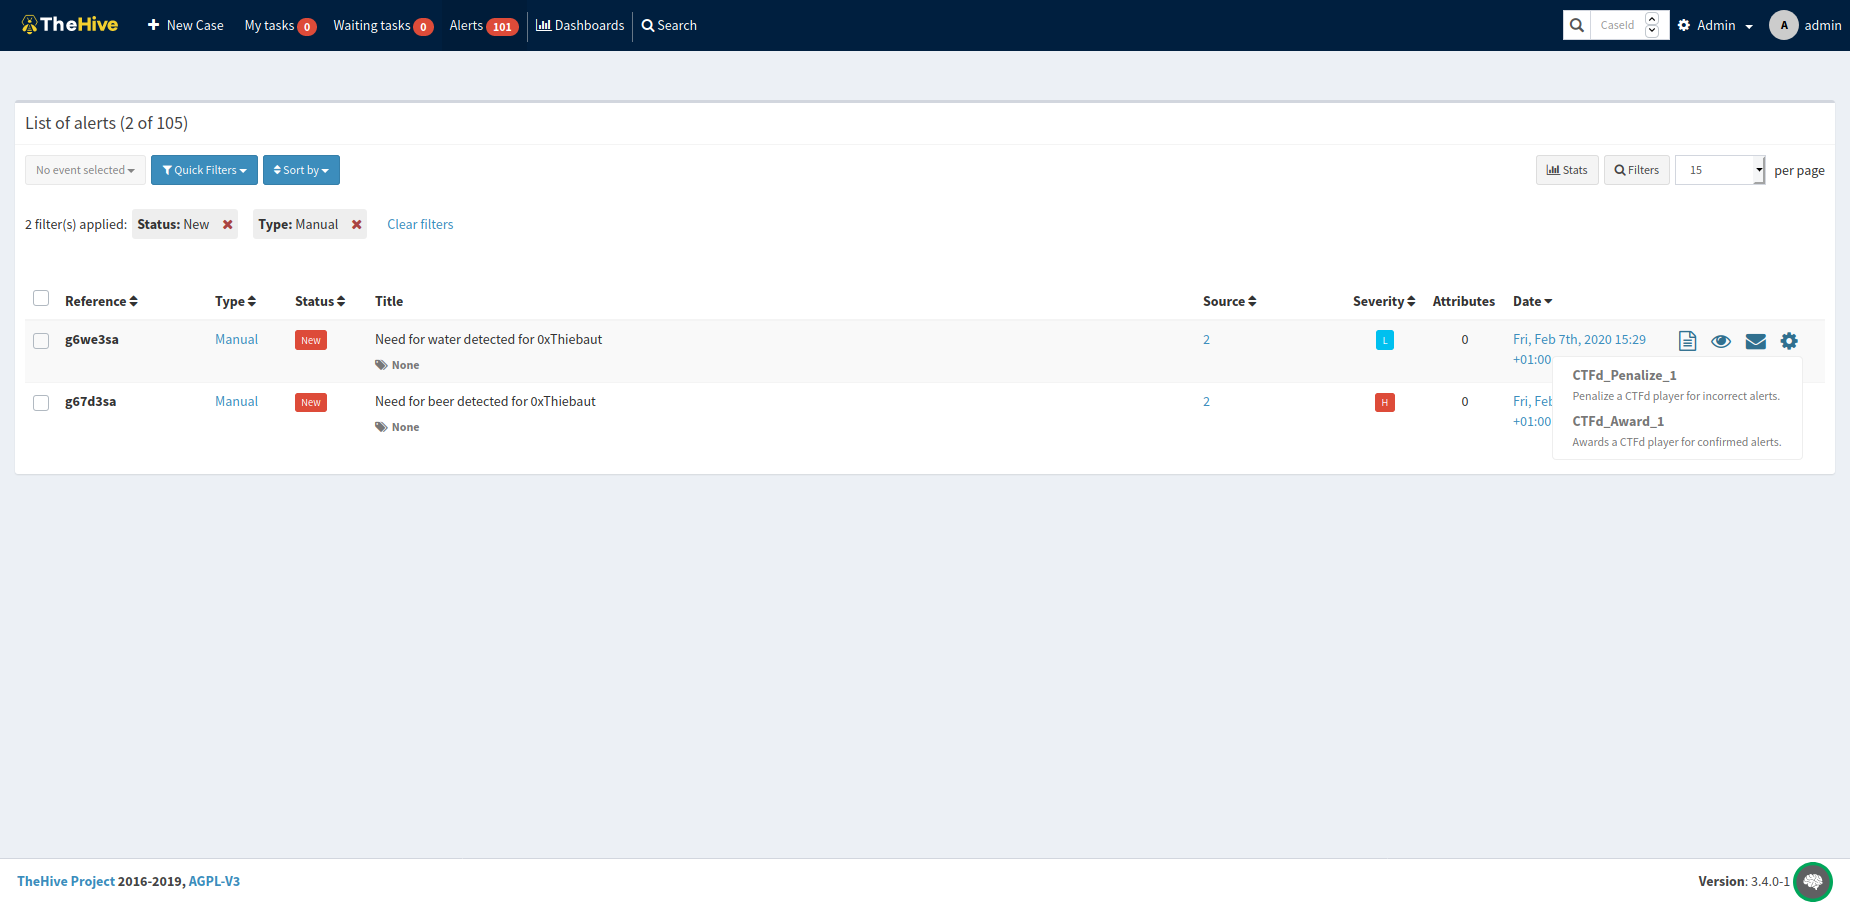 TheHive New Case My tasks 0 Waiting tasks 0 Alerts 101 Dashboards Search CaseId Admin A admin
List of alerts (2 of 105)
No event selected Quick Filters Sort by Stats Filters 15 per page
2 filter(s) applied: Status: New Type: Manual Clear filters
Reference Type Status Title Source Severity Attributes Date
g6we3sa Manual New Need for water detected for 0xThiebaut 2 L 0 Fri, Feb 7th, 2020 15:29
None +01:00
CTFd_Penalize_1
Penalize a CTFd player for incorrect alerts.
g67d3sa Manual New Need for beer detected for 0xThiebaut 2 H 0 Fri, Feb
None +01:00
CTFd_Award_1
Awards a CTFd player for confirmed alerts.
TheHive Project 2016-2019, AGPL-V3 Version: 3.4.0-1